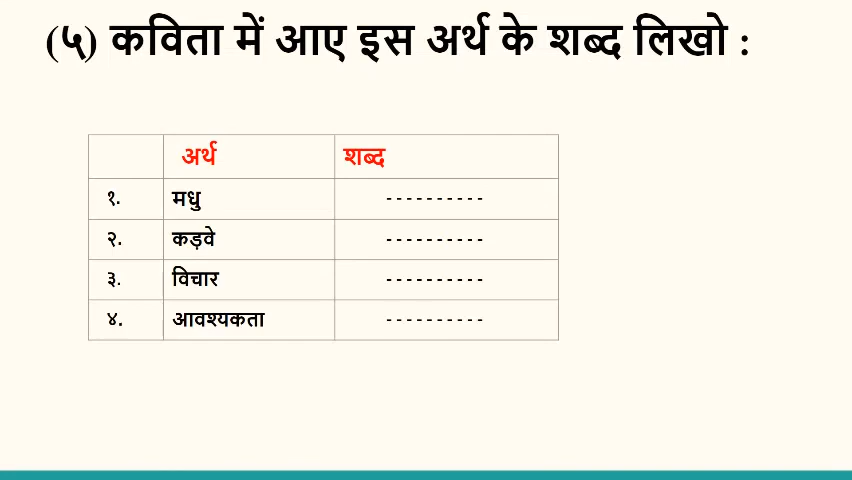 (५) कविता में आए इस अर्थ के शब्द लिखो :
अर्थ शब्द
१. मधु ----------
२. कड़वे ----------
३. विचार ----------
४. आवश्यकता ----------